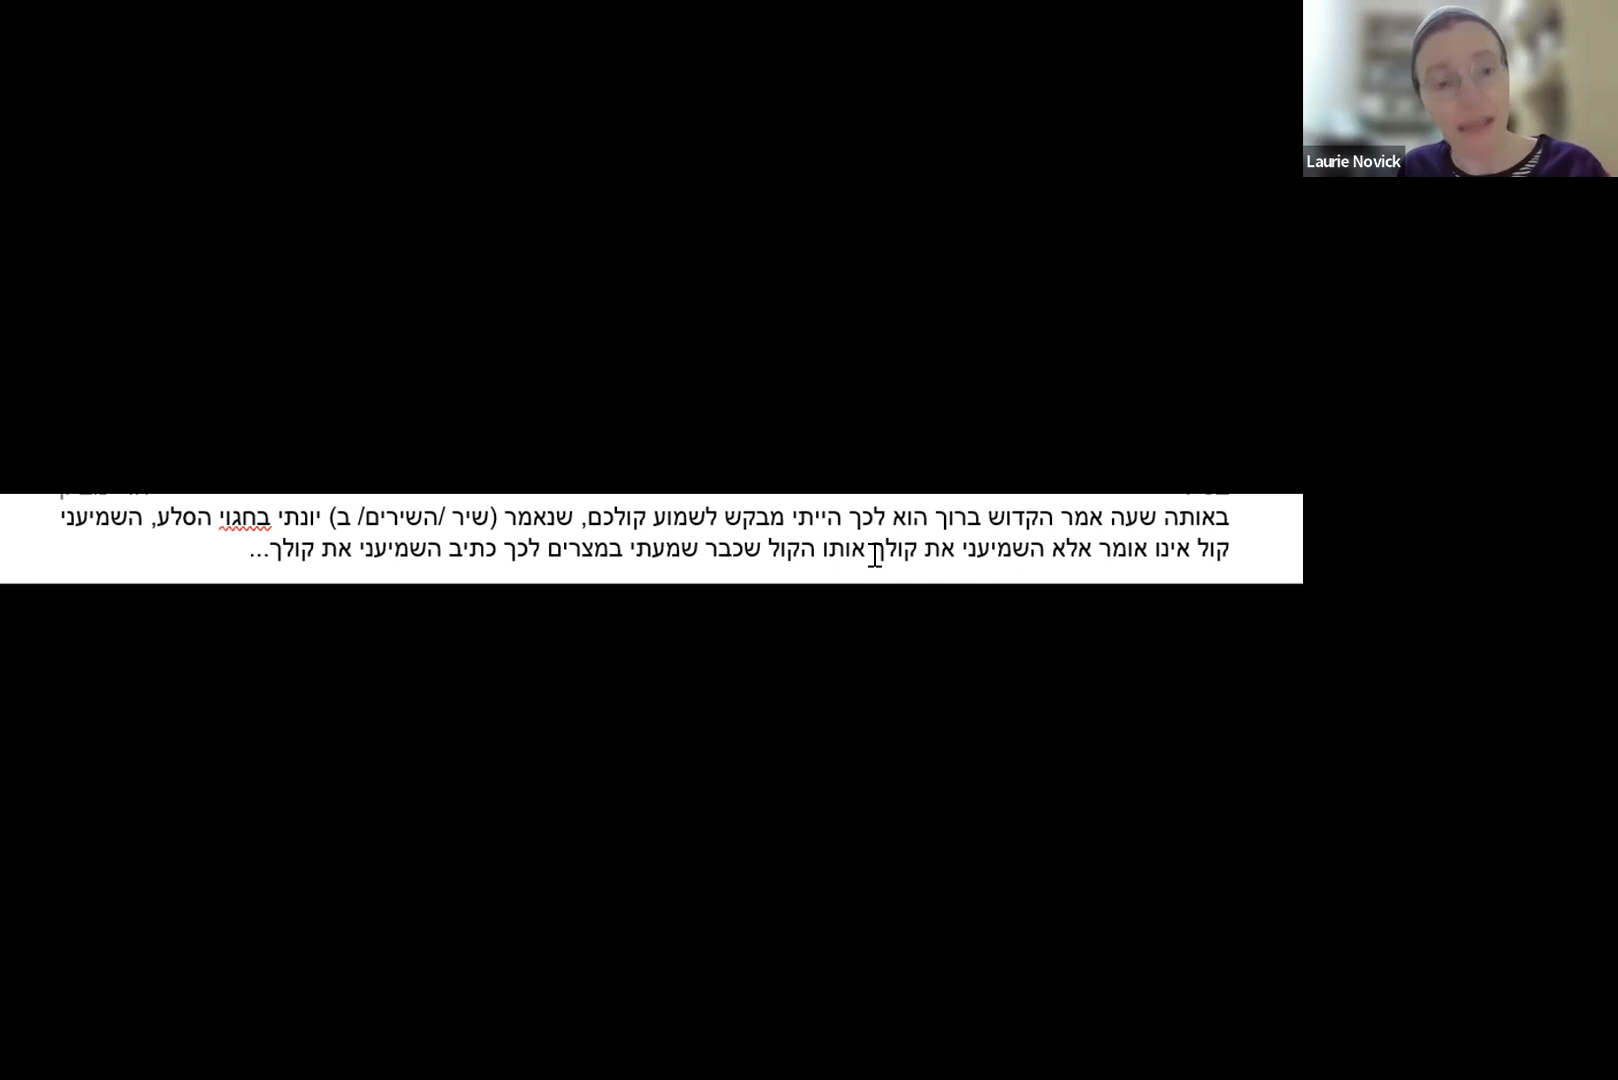 Laurie Novick
באותה שעה אמר הקדוש ברוך הוא לכך הייתי מבקש לשמוע קולכם, שנאמר (שיר /השירים/ ב) יונתי בחגוי הסלע, השמיעני
קול אינו אומר אלא השמיעני את קולך אותו הקול שכבר שמעתי במצרים לכך כתיב השמיעני את קולך...